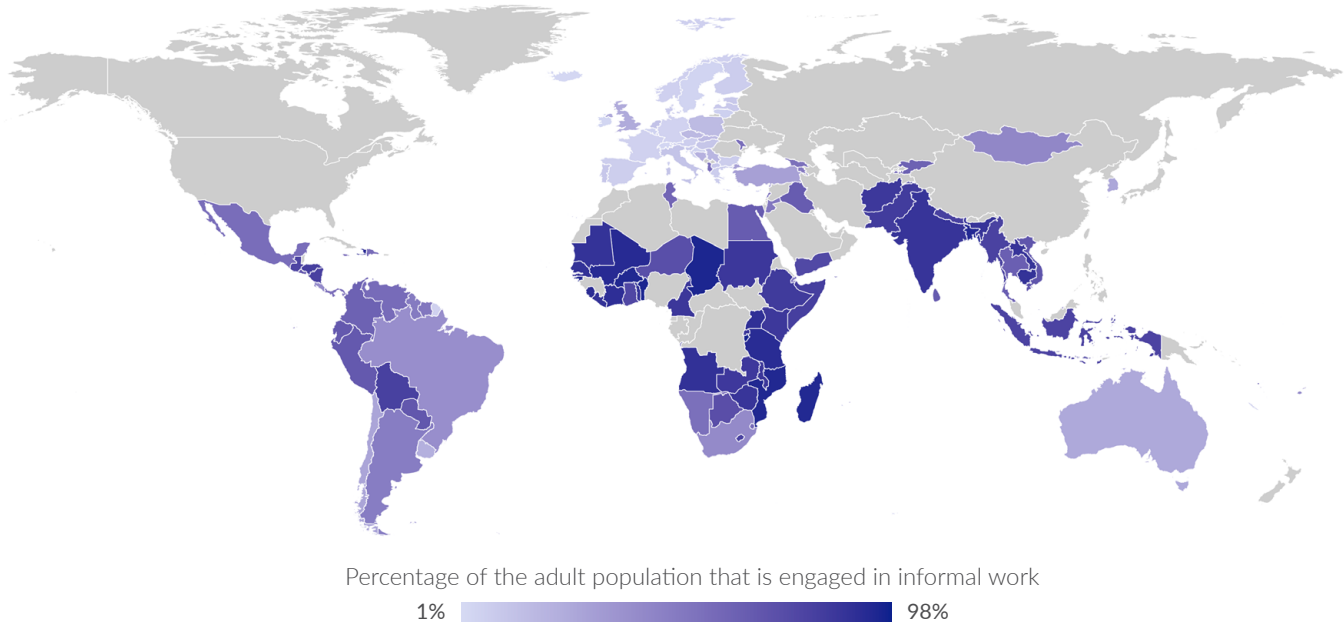 Percentage of the adult population that is engaged in informal work
1% 98%